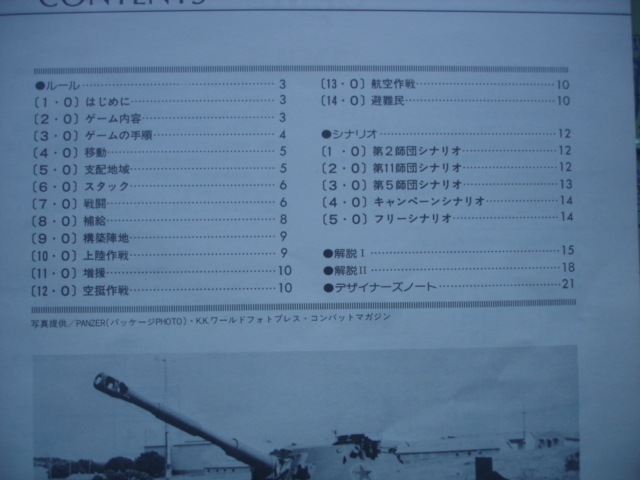 CONTENTS
●ルール 3
〔1・0〕はじめに 3
〔2・0〕ゲーム内容 3
〔3・0〕ゲームの手順 4
〔4・0〕移動 5
〔5・0〕支配地域 5
〔6・0〕スタック 6
〔7・0〕戦闘 6
〔8・0〕補給 8
〔9・0〕構築陣地 9
〔10・0〕上陸作戦 9
〔11・0〕増援 10
〔12・0〕空挺作戦 10
〔13・0〕航空作戦 10
〔14・0〕避難民 10
●シナリオ 12
〔1・0〕第2師団シナリオ 12
〔2・0〕第11師団シナリオ 12
〔3・0〕第5師団シナリオ 13
〔4・0〕キャンペーンシナリオ 14
〔5・0〕フリーシナリオ 14
●解説Ⅰ 15
●解説Ⅱ 18
●デザイナーズノート 21
写真提供／PANZER(パッケージPHOTO)・K.K.ワールドフォトプレス・コンバットマガジン